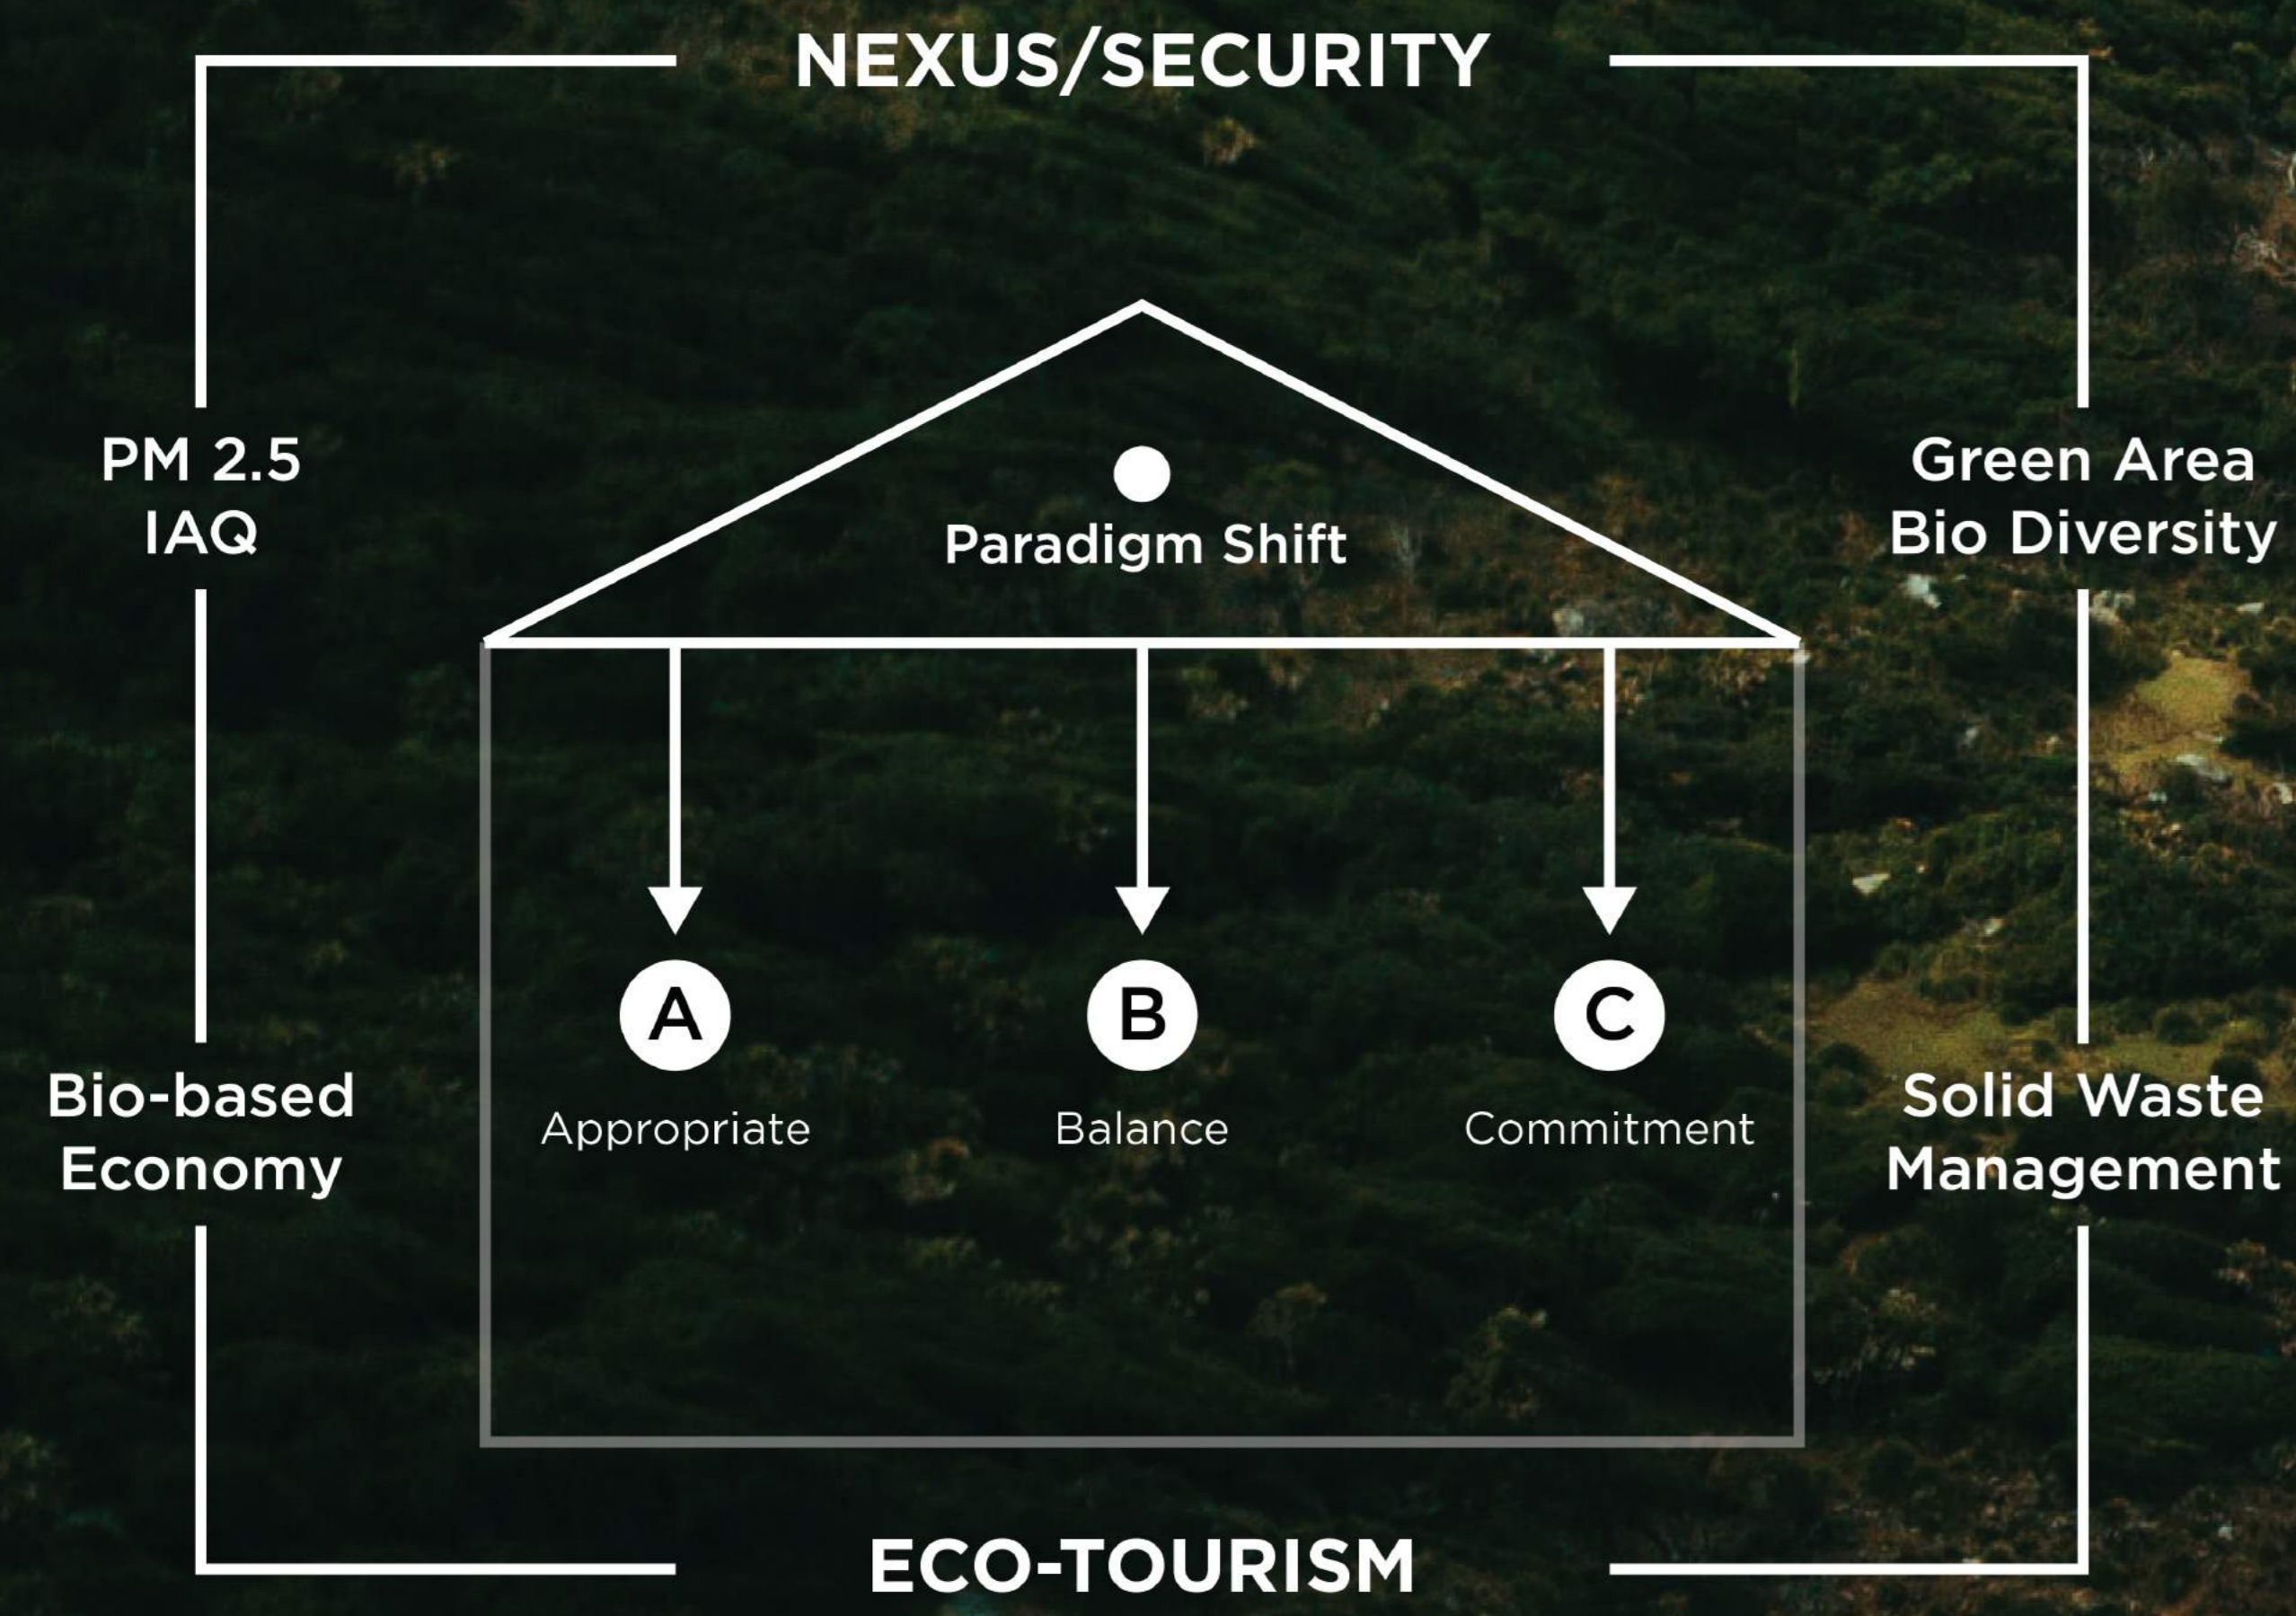 NEXUS/SECURITY
PM 2.5
IAQ
Green Area
Bio Diversity
Paradigm Shift
A
B
C
Appropriate
Balance
Commitment
Bio-based
Economy
Solid Waste
Management
ECO-TOURISM